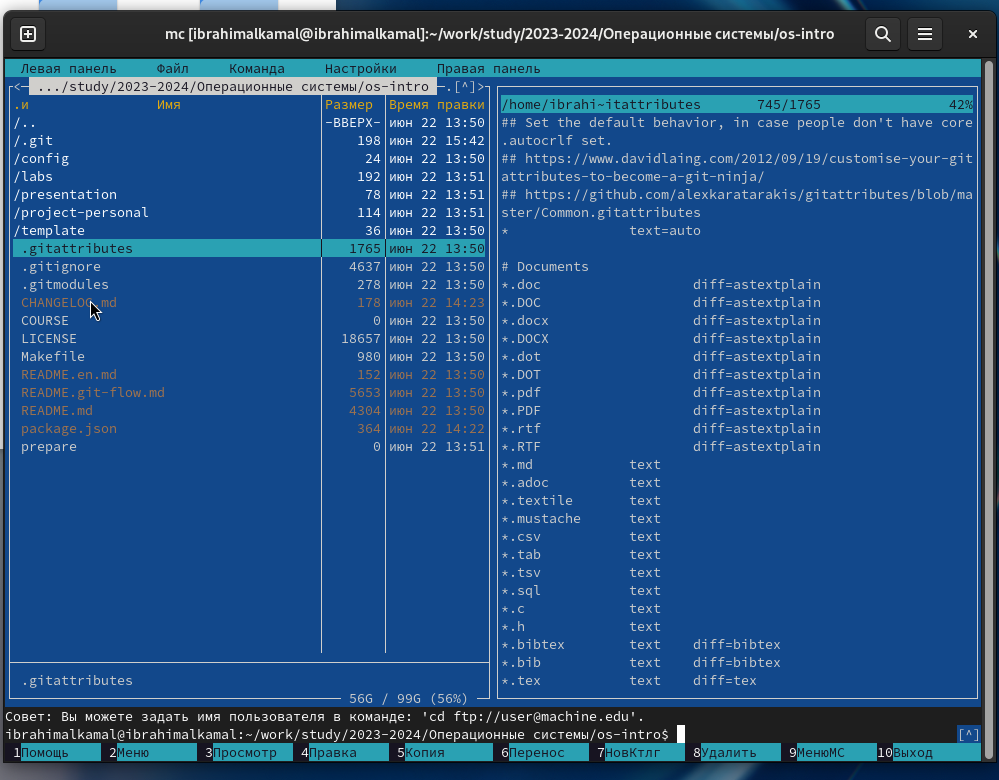 mc [ibrahimalkamal@ibrahimalkamal]:~/work/study/2023-2024/Операционные системы/os-intro
Левая панель Файл Команда Настройки Правая панель
<─ .../study/2023-2024/Операционные системы/os-intro ─.[^]>
.и Имя Размер Время правки
/.. -ВВЕРХ- июн 22 13:50
/.git 198 июн 22 15:42
/config 24 июн 22 13:50
/labs 192 июн 22 13:51
/presentation 78 июн 22 13:51
/project-personal 114 июн 22 13:51
/template 36 июн 22 13:50
.gitattributes 1765 июн 22 13:50
.gitignore 4637 июн 22 13:50
.gitmodules 278 июн 22 13:50
CHANGELOG.md 178 июн 22 14:23
COURSE 0 июн 22 13:50
LICENSE 18657 июн 22 13:50
Makefile 980 июн 22 13:50
README.en.md 152 июн 22 13:50
README.git-flow.md 5653 июн 22 13:50
README.md 4304 июн 22 13:50
package.json 364 июн 22 14:22
prepare 0 июн 22 13:51
.gitattributes
56G / 99G (56%)
/home/ibrahi~itattributes 745/1765 42%
## Set the default behavior, in case people don't have core
.autocrlf set.
## https://www.davidlaing.com/2012/09/19/customise-your-git
attributes-to-become-a-git-ninja/
## https://github.com/alexkaratarakis/gitattributes/blob/ma
ster/Common.gitattributes
* text=auto
# Documents
*.doc diff=astextplain
*.DOC diff=astextplain
*.docx diff=astextplain
*.DOCX diff=astextplain
*.dot diff=astextplain
*.DOT diff=astextplain
*.pdf diff=astextplain
*.PDF diff=astextplain
*.rtf diff=astextplain
*.RTF diff=astextplain
*.md text
*.adoc text
*.textile text
*.mustache text
*.csv text
*.tab text
*.tsv text
*.sql text
*.c text
*.h text
*.bibtex text diff=bibtex
*.bib text diff=bibtex
*.tex text diff=tex
Совет: Вы можете задать имя пользователя в команде: 'cd ftp://user@machine.edu'.
ibrahimalkamal@ibrahimalkamal:~/work/study/2023-2024/Операционные системы/os-intro$ [^]
1Помощь 2Меню 3Просмотр 4Правка 5Копия 6Перенос 7НовКтлг 8Удалить 9МенюМС 10Выход